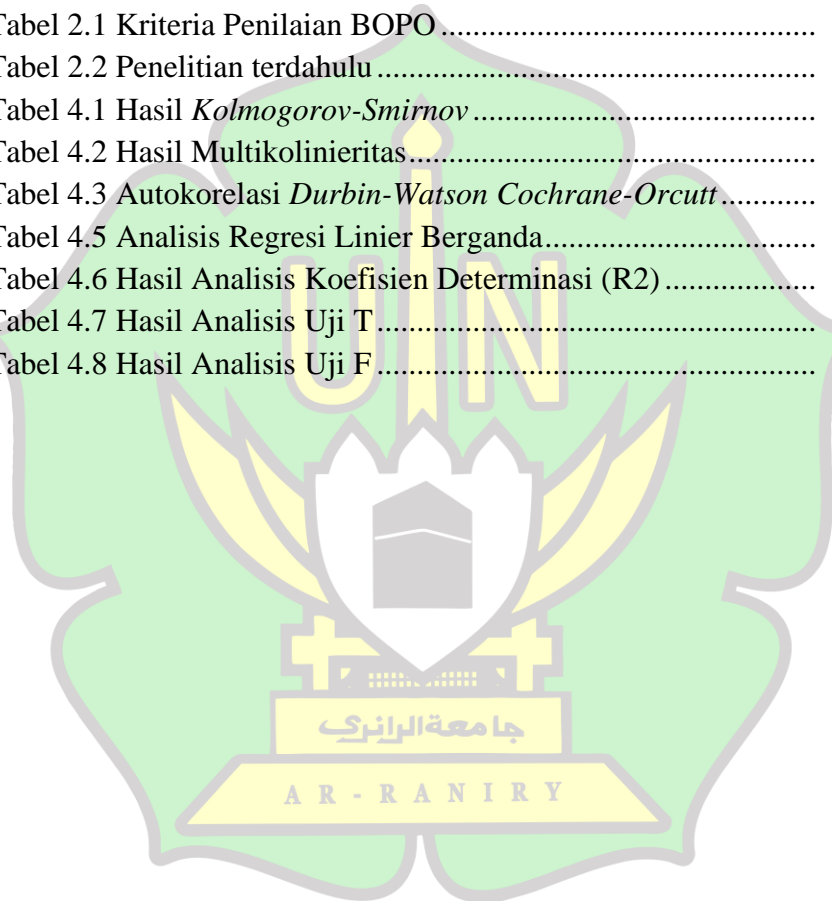 Tabel 2.1 Kriteria Penilaian BOPO ....................................................
Tabel 2.2 Penelitian terdahulu ............................................................
Tabel 4.1 Hasil Kolmogorov-Smirnov ...............................................
Tabel 4.2 Hasil Multikolinieritas ........................................................
Tabel 4.3 Autokorelasi Durbin-Watson Cochrane-Orcutt ............
Tabel 4.5 Analisis Regresi Linier Berganda .....................................
Tabel 4.6 Hasil Analisis Koefisien Determinasi (R2) ...................
Tabel 4.7 Hasil Analisis Uji T ............................................................
Tabel 4.8 Hasil Analisis Uji F ............................................................
UIN
جامعةالرانرك
AR-RANIRY